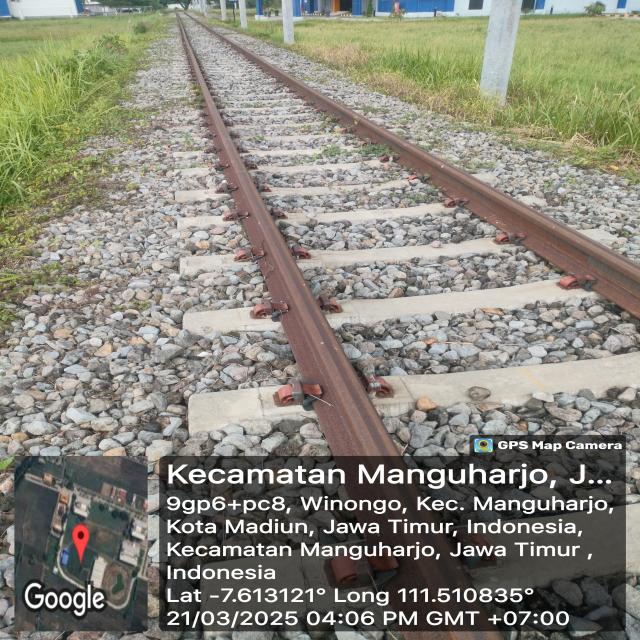 GPS Map Camera
Kecamatan Manguharjo, J...
9gp6+pc8, Winongo, Kec. Manguharjo,
Kota Madiun, Jawa Timur, Indonesia,
Kecamatan Manguharjo, Jawa Timur ,
Indonesia
Lat -7.613121° Long 111.510835°
21/03/2025 04:06 PM GMT +07:00
Google